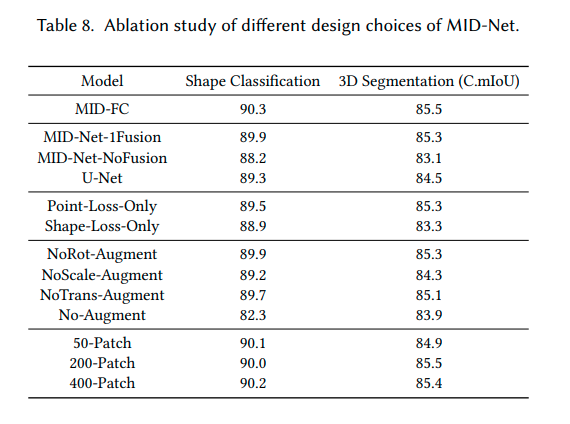 Table 8. Ablation study of different design choices of MID-Net.
Model Shape Classification 3D Segmentation (C.mIoU)
MID-FC 90.3 85.5
MID-Net-1Fusion 89.9 85.3
MID-Net-NoFusion 88.2 83.1
U-Net 89.3 84.5
Point-Loss-Only 89.5 85.3
Shape-Loss-Only 88.9 83.3
NoRot-Augment 89.9 85.3
NoScale-Augment 89.2 84.3
NoTrans-Augment 89.7 85.1
No-Augment 82.3 83.9
50-Patch 90.1 84.9
200-Patch 90.0 85.5
400-Patch 90.2 85.4